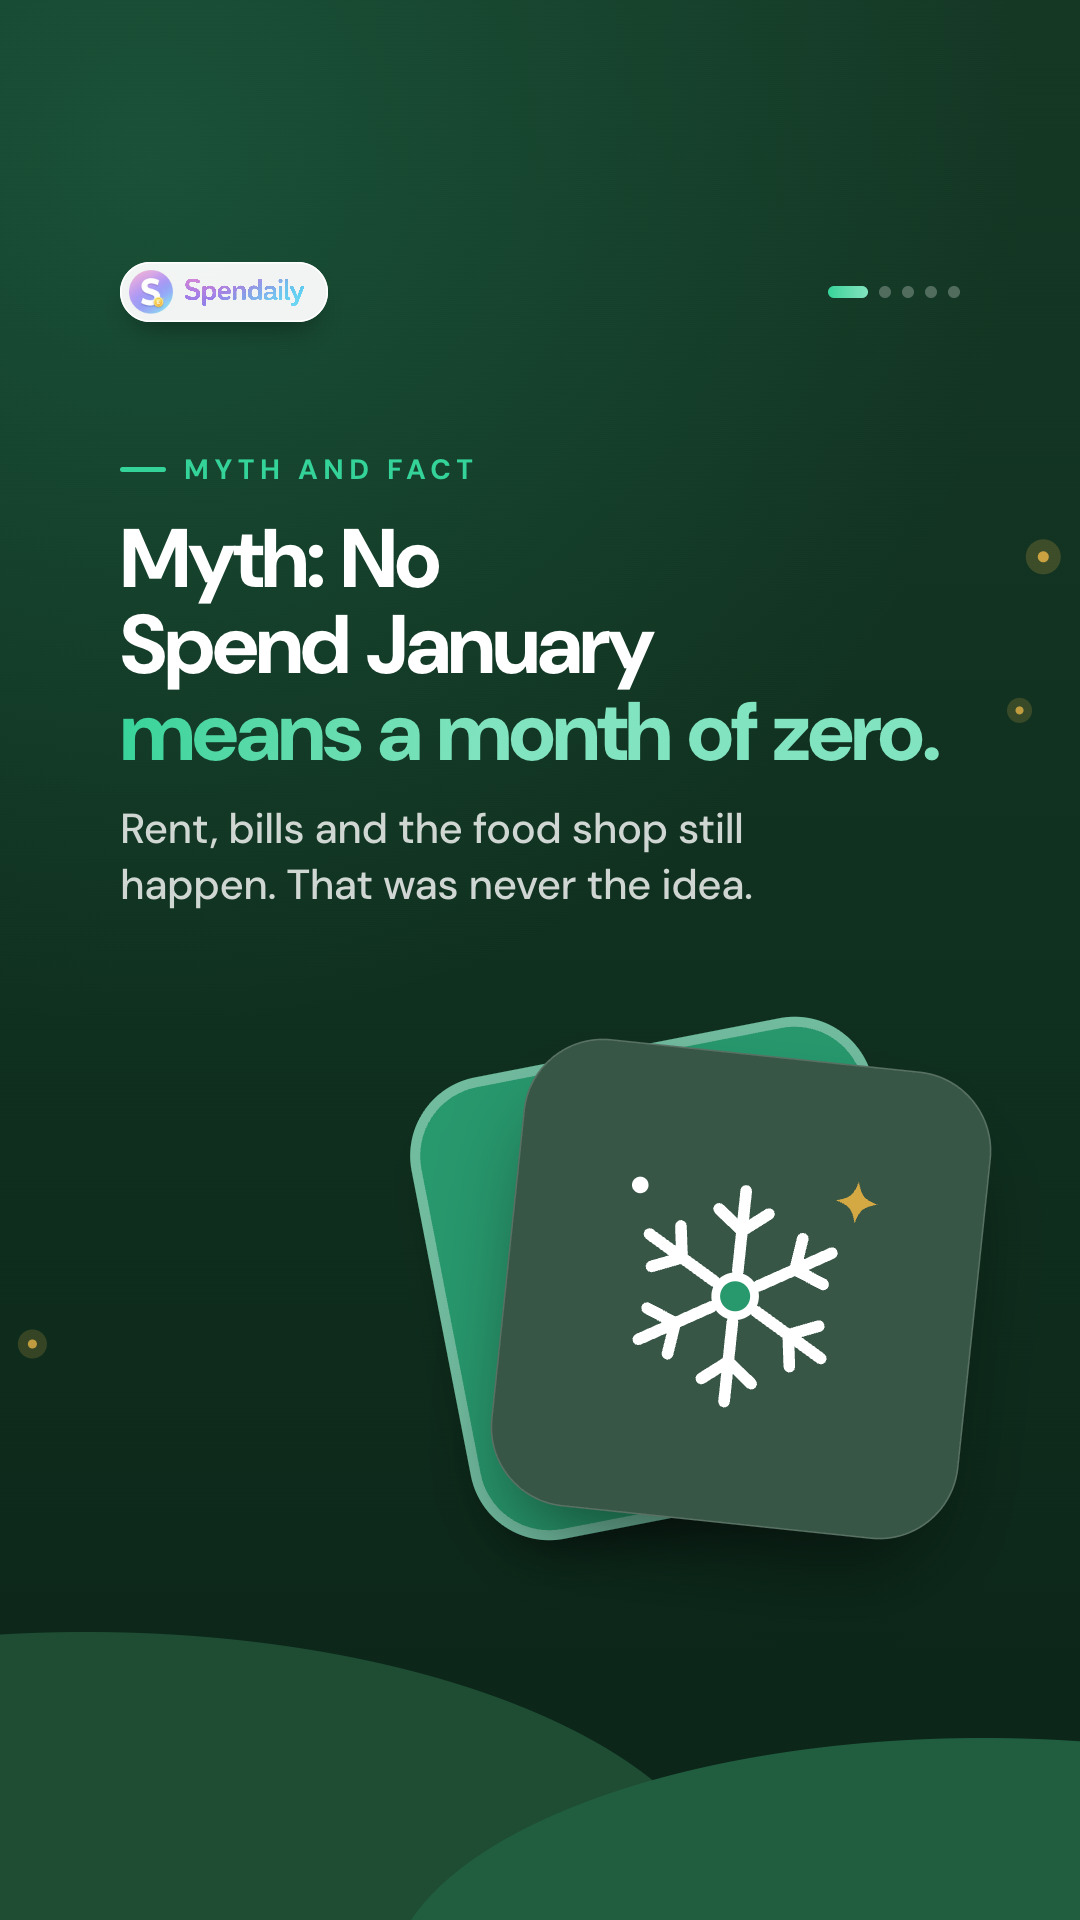 Spendaily
MYTH AND FACT
Myth: No
Spend January
means a month of zero.
Rent, bills and the food shop still
happen. That was never the idea.